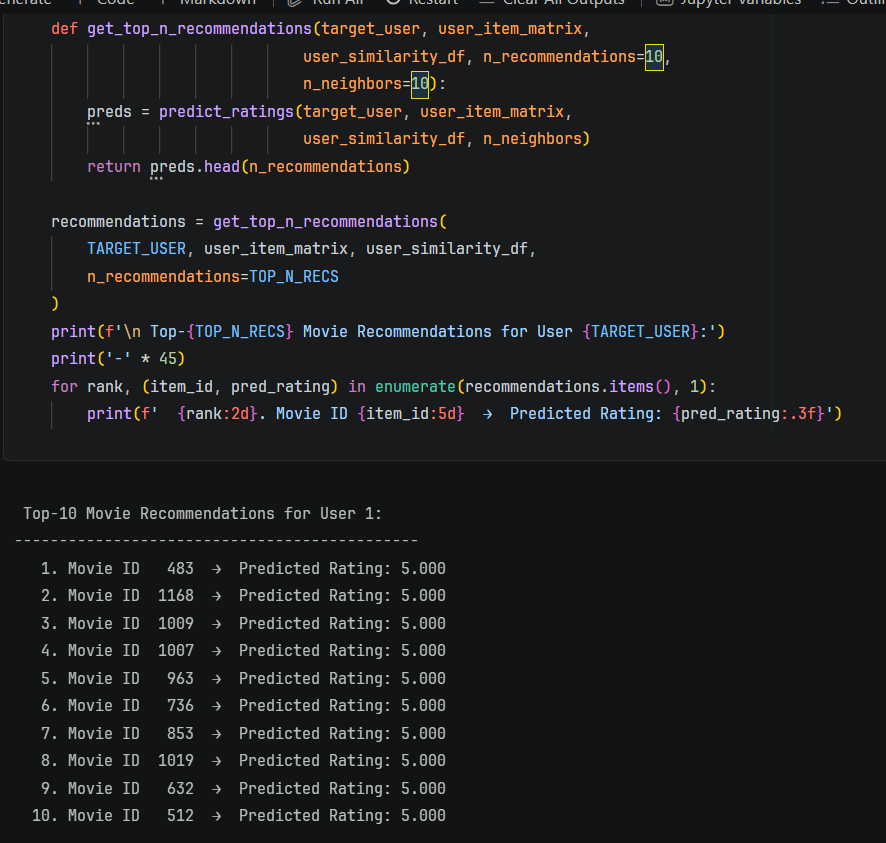 enerate + Code + Markdown Run All Restart Clear All Outputs Jupyter Variables Outlin
def get_top_n_recommendations(target_user, user_item_matrix,
user_similarity_df, n_recommendations=10,
n_neighbors=10):
preds = predict_ratings(target_user, user_item_matrix,
user_similarity_df, n_neighbors)
return preds.head(n_recommendations)
recommendations = get_top_n_recommendations(
TARGET_USER, user_item_matrix, user_similarity_df,
n_recommendations=TOP_N_RECS
)
print(f'\n Top-{TOP_N_RECS} Movie Recommendations for User {TARGET_USER}:')
print('-' * 45)
for rank, (item_id, pred_rating) in enumerate(recommendations.items(), 1):
print(f'  {rank:2d}. Movie ID {item_id:5d}  →  Predicted Rating: {pred_rating:.3f}')
Top-10 Movie Recommendations for User 1:
---------------------------------------------
1. Movie ID   483  →  Predicted Rating: 5.000
2. Movie ID  1168  →  Predicted Rating: 5.000
3. Movie ID  1009  →  Predicted Rating: 5.000
4. Movie ID  1007  →  Predicted Rating: 5.000
5. Movie ID   963  →  Predicted Rating: 5.000
6. Movie ID   736  →  Predicted Rating: 5.000
7. Movie ID   853  →  Predicted Rating: 5.000
8. Movie ID  1019  →  Predicted Rating: 5.000
9. Movie ID   632  →  Predicted Rating: 5.000
10. Movie ID   512  →  Predicted Rating: 5.000